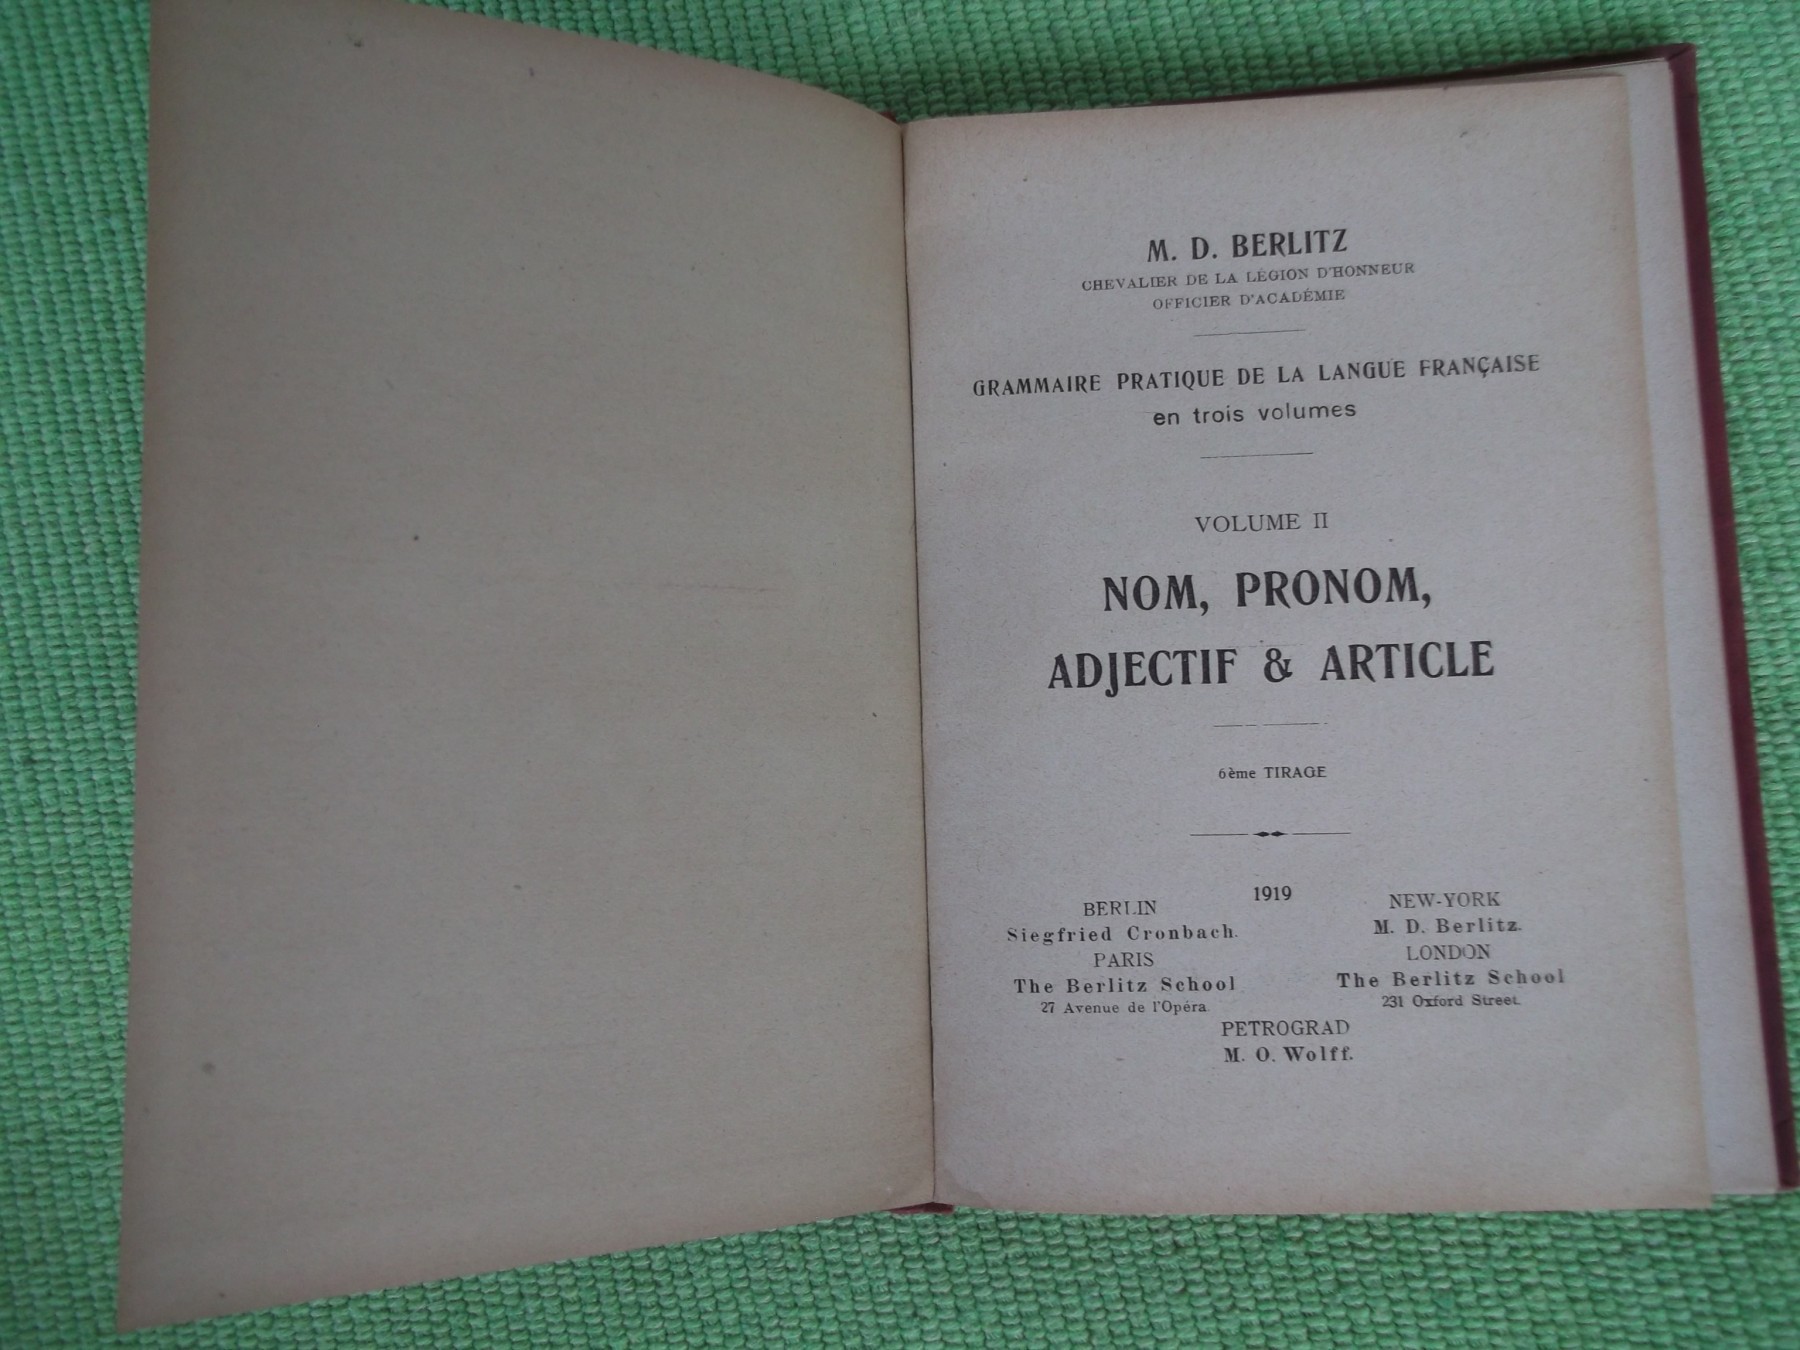 M. D. BERLITZ
CHEVALIER DE LA LÉGION D'HONNEUR
OFFICIER D'ACADÉMIE
GRAMMAIRE PRATIQUE DE LA LANGUE FRANÇAISE
en trois volumes
VOLUME II
NOM, PRONOM,
ADJECTIF & ARTICLE
6ème TIRAGE
1919
BERLIN
Siegfried Cronbach.
PARIS
The Berlitz School
27 Avenue de l'Opéra.
NEW-YORK
M. D. Berlitz.
LONDON
The Berlitz School
231 Oxford Street.
PETROGRAD
M. O. Wolff.